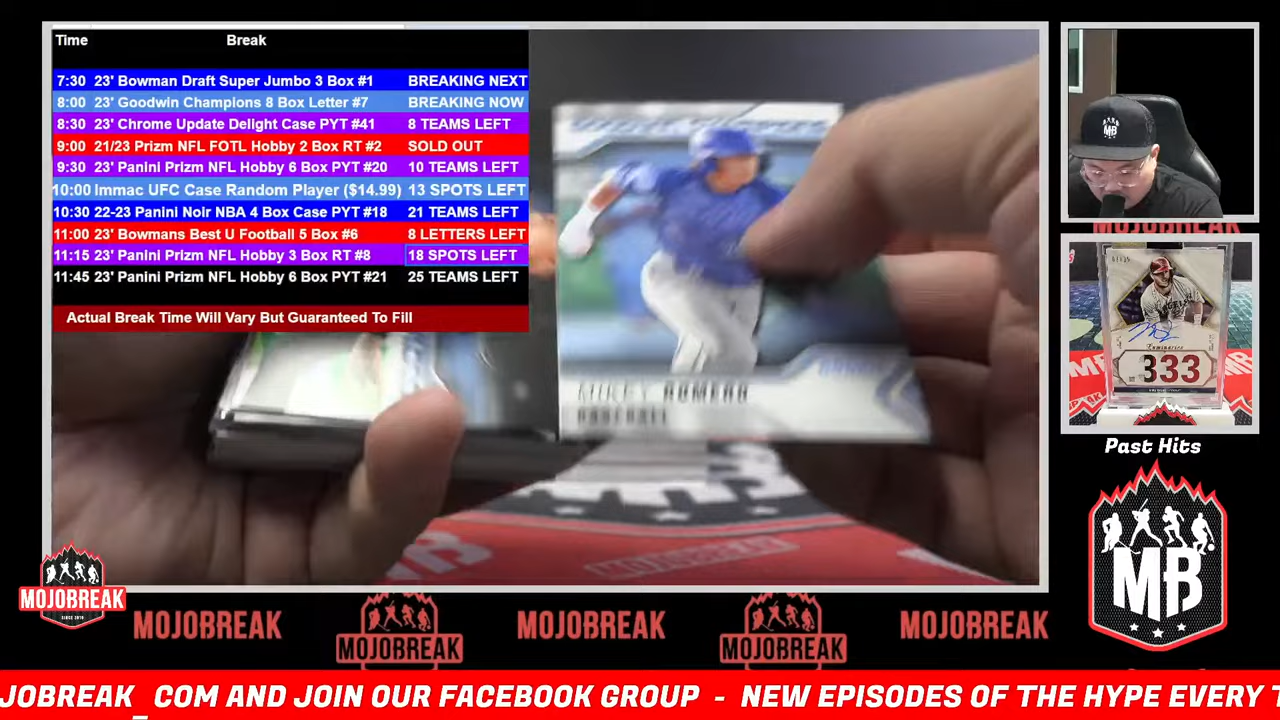 Time Break
7:30 23' Bowman Draft Super Jumbo 3 Box #1 BREAKING NEXT
8:00 23' Goodwin Champions 8 Box Letter #7 BREAKING NOW
8:30 23' Chrome Update Delight Case PYT #41 8 TEAMS LEFT
9:00 21/23 Prizm NFL FOTL Hobby 2 Box RT #2 SOLD OUT
9:30 23' Panini Prizm NFL Hobby 6 Box PYT #20 10 TEAMS LEFT
10:00 Immac UFC Case Random Player ($14.99) 13 SPOTS LEFT
10:30 22-23 Panini Noir NBA 4 Box Case PYT #18 21 TEAMS LEFT
11:00 23' Bowmans Best U Football 5 Box #6 8 LETTERS LEFT
11:15 23' Panini Prizm NFL Hobby 3 Box RT #8 18 SPOTS LEFT
11:45 23' Panini Prizm NFL Hobby 6 Box PYT #21 25 TEAMS LEFT
Actual Break Time Will Vary But Guaranteed To Fill
MIKEY ROMERO
BASEBALL
MB
MOJOBREAK
MB
333
Past Hits
MB
MOJOBREAK
MOJOBREAK
MOJOBREAK
MOJOBREAK
MOJOBREAK
MOJOBREAK
JOBREAK_COM AND JOIN OUR FACEBOOK GROUP - NEW EPISODES OF THE HYPE EVERY T